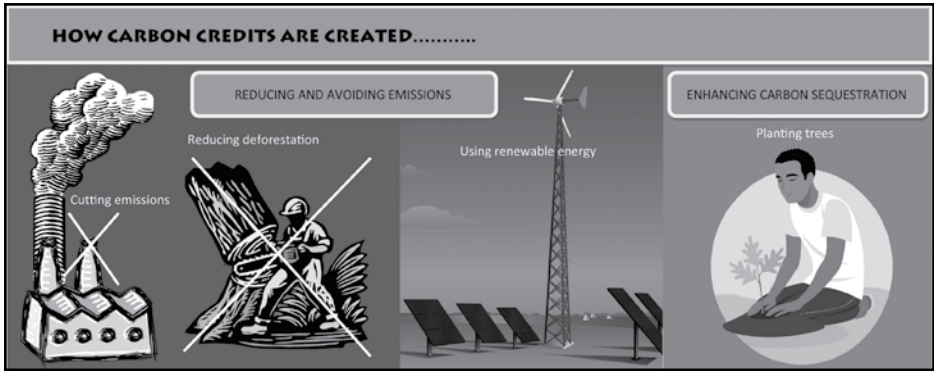 HOW CARBON CREDITS ARE CREATED...........
REDUCING AND AVOIDING EMISSIONS
ENHANCING CARBON SEQUESTRATION
Cutting emissions
Reducing deforestation
Using renewable energy
Planting trees